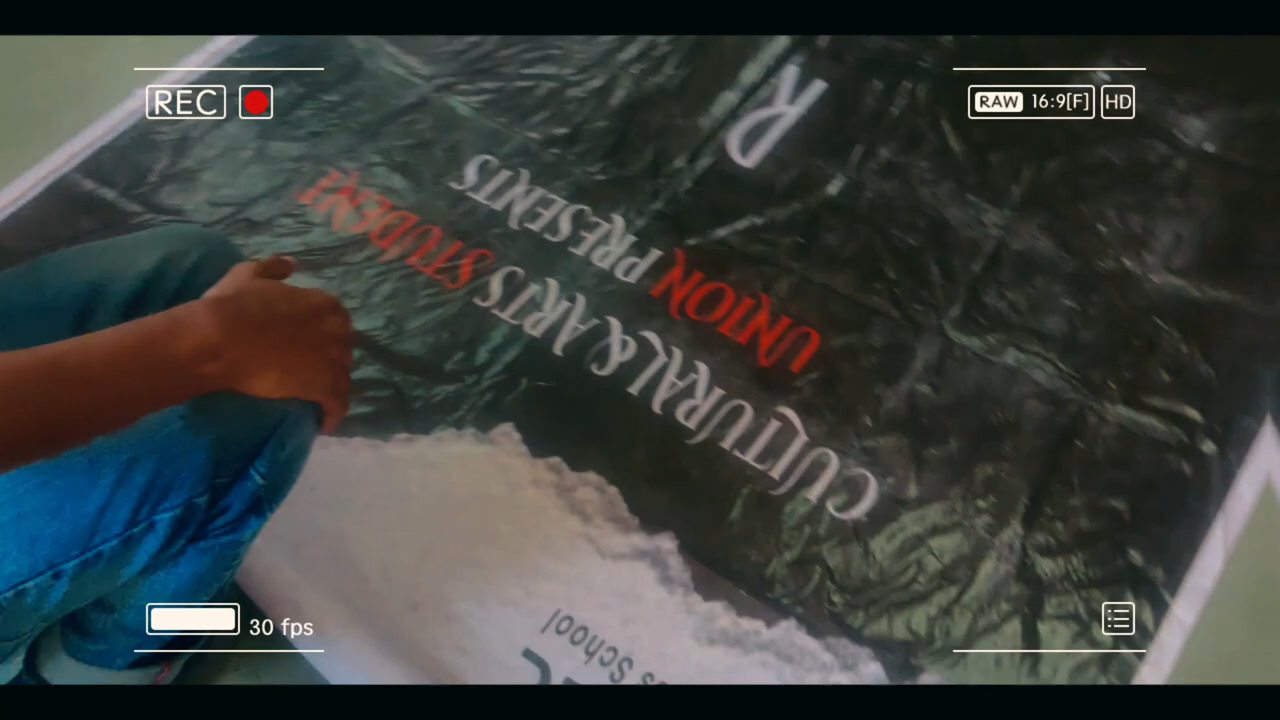 REC
RAW 16:9[F] HD
School
CULTURAL & ARTS STUDENT
UNION PRESENTS
R
30 fps